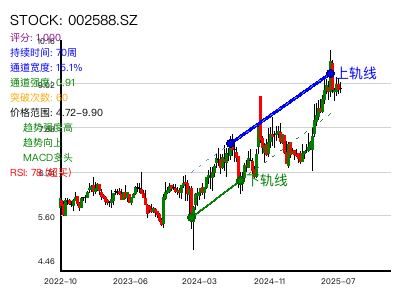 STOCK: 002588.SZ
评分: 1.000
持续时间: 70周
通道宽度: 15.1%
通道强度: 0.91
突破次数: 60
价格范围: 4.72~9.90
趋势强度高
趋势向上
MACD多头
RSI: 78.5(超买)
上轨线
下轨线
5.60
4.46
2022-10
2023-06
2024-03
2024-11
2025-07